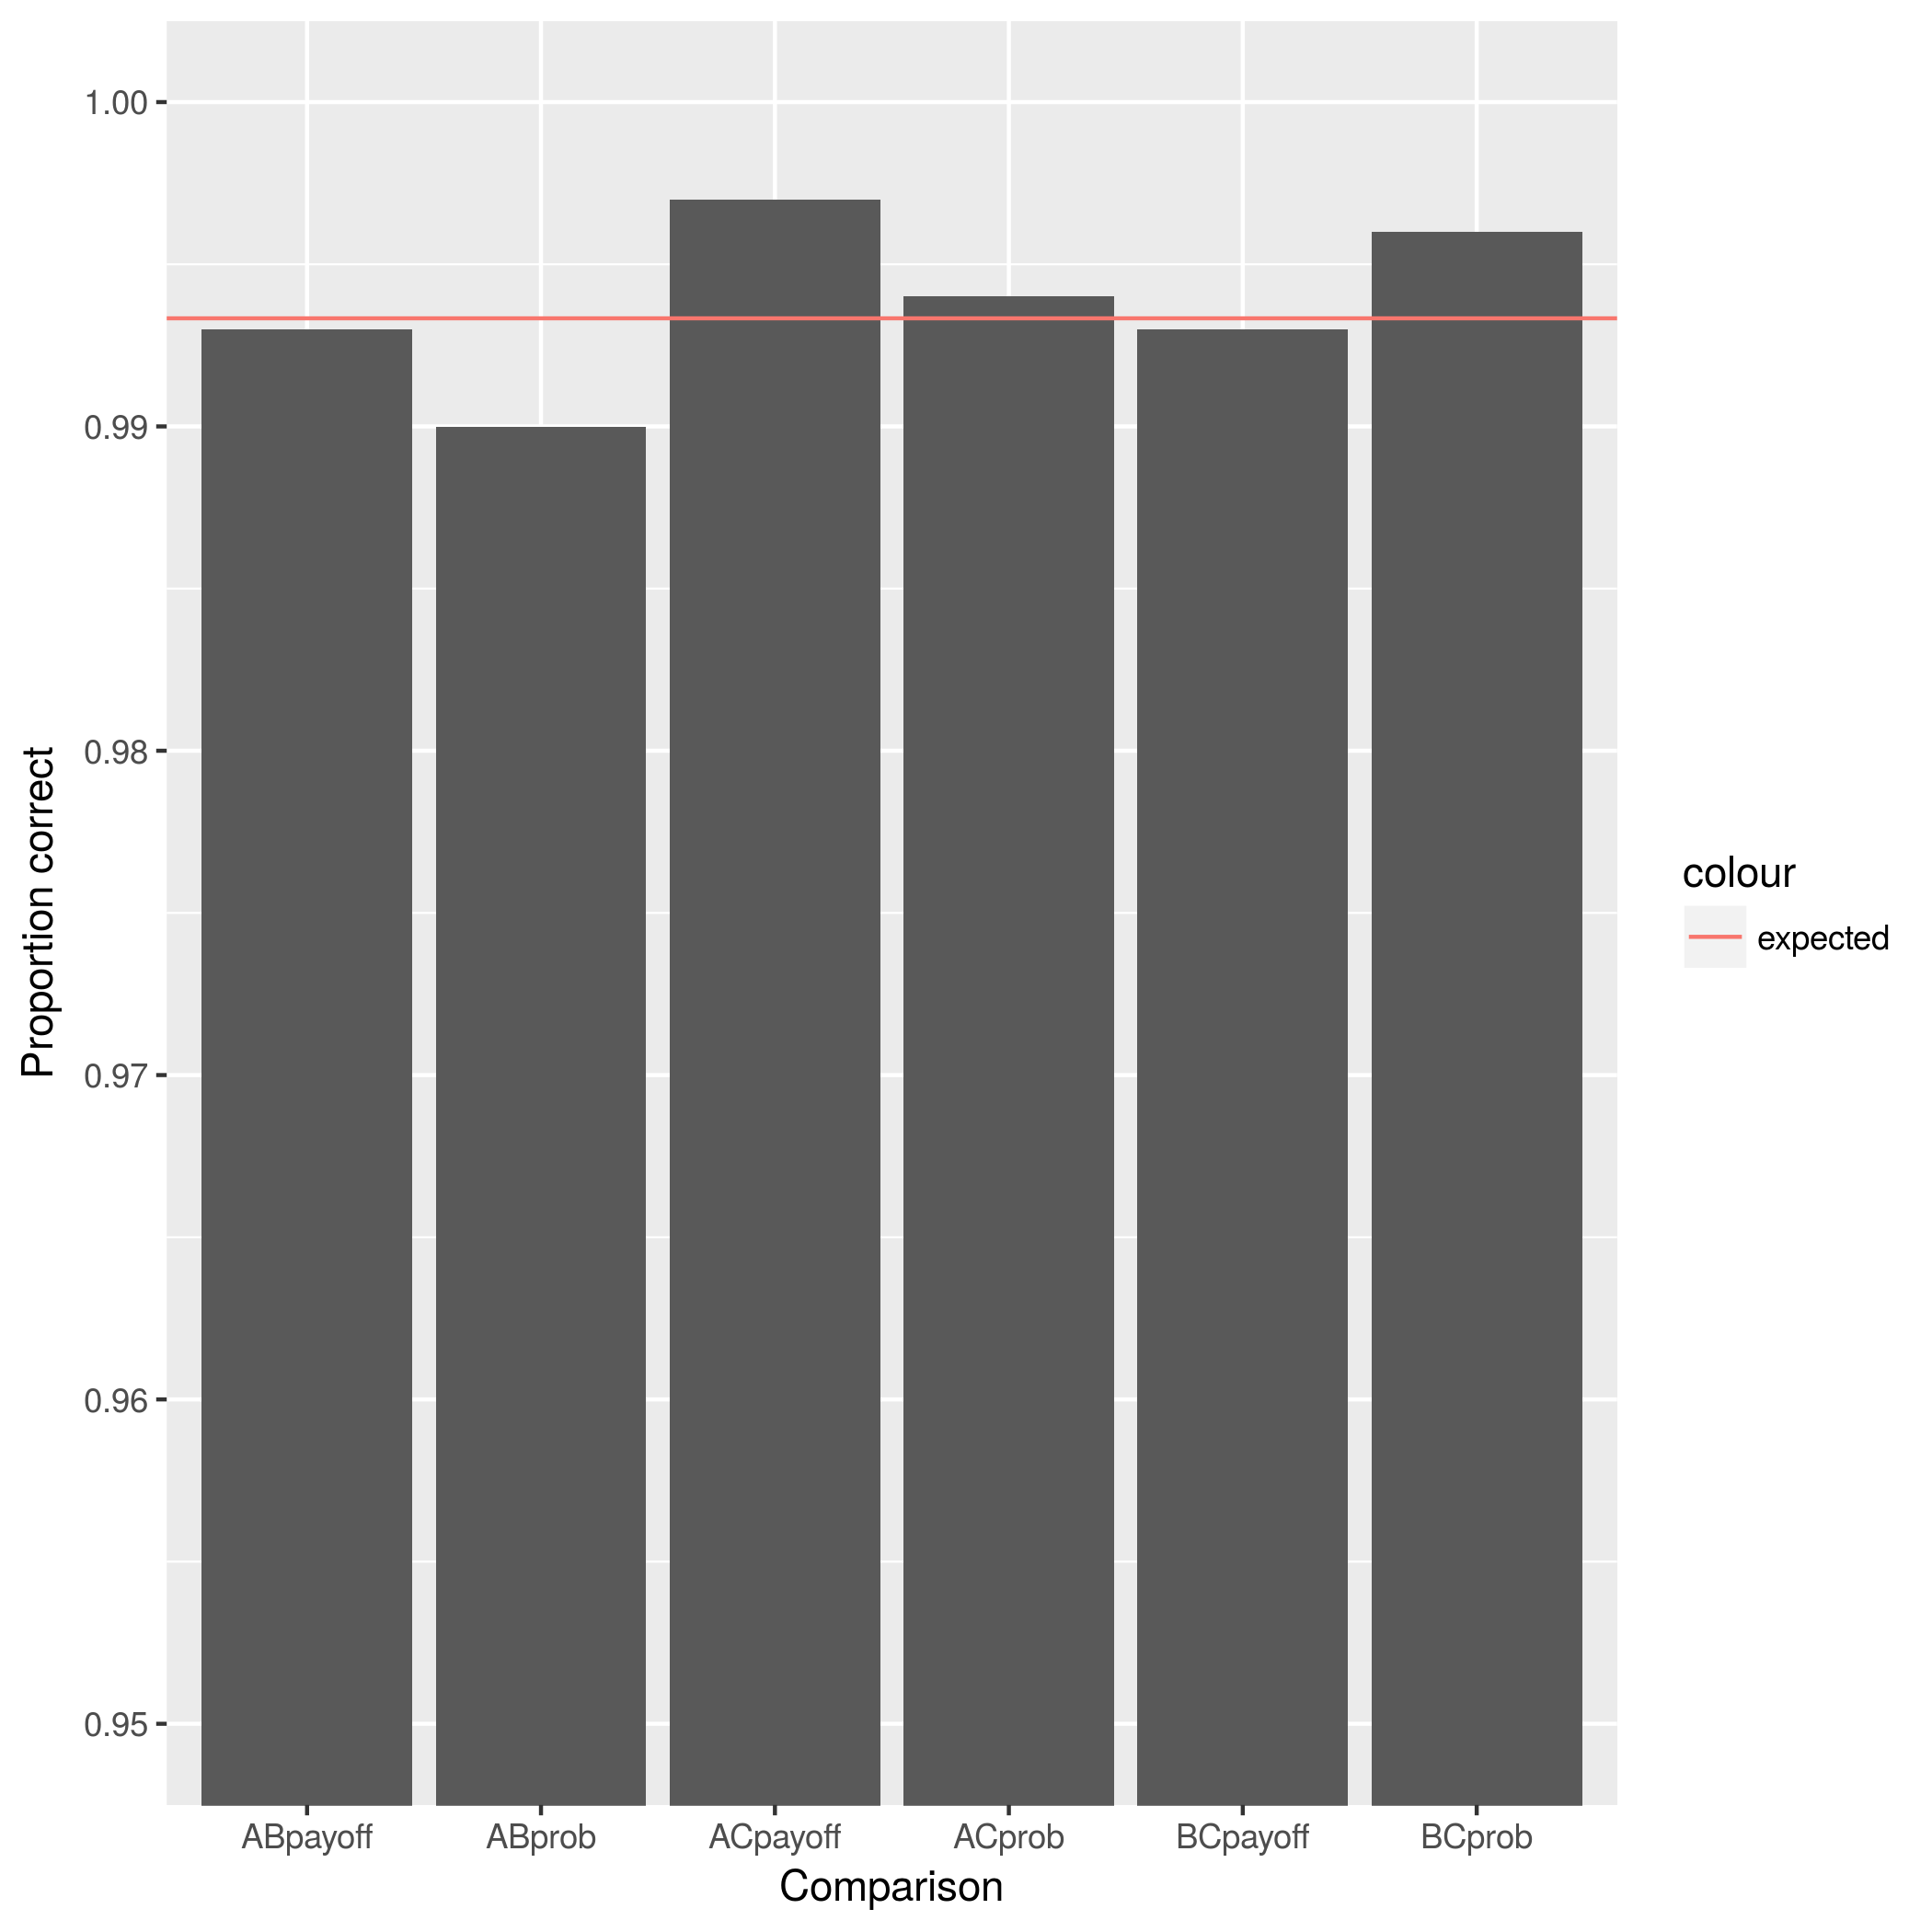 1.00
0.99
0.98
0.97
0.96
0.95
Proportion correct
ABpayoff ABprob ACpayoff ACprob BCpayoff BCprob
Comparison
colour
expected